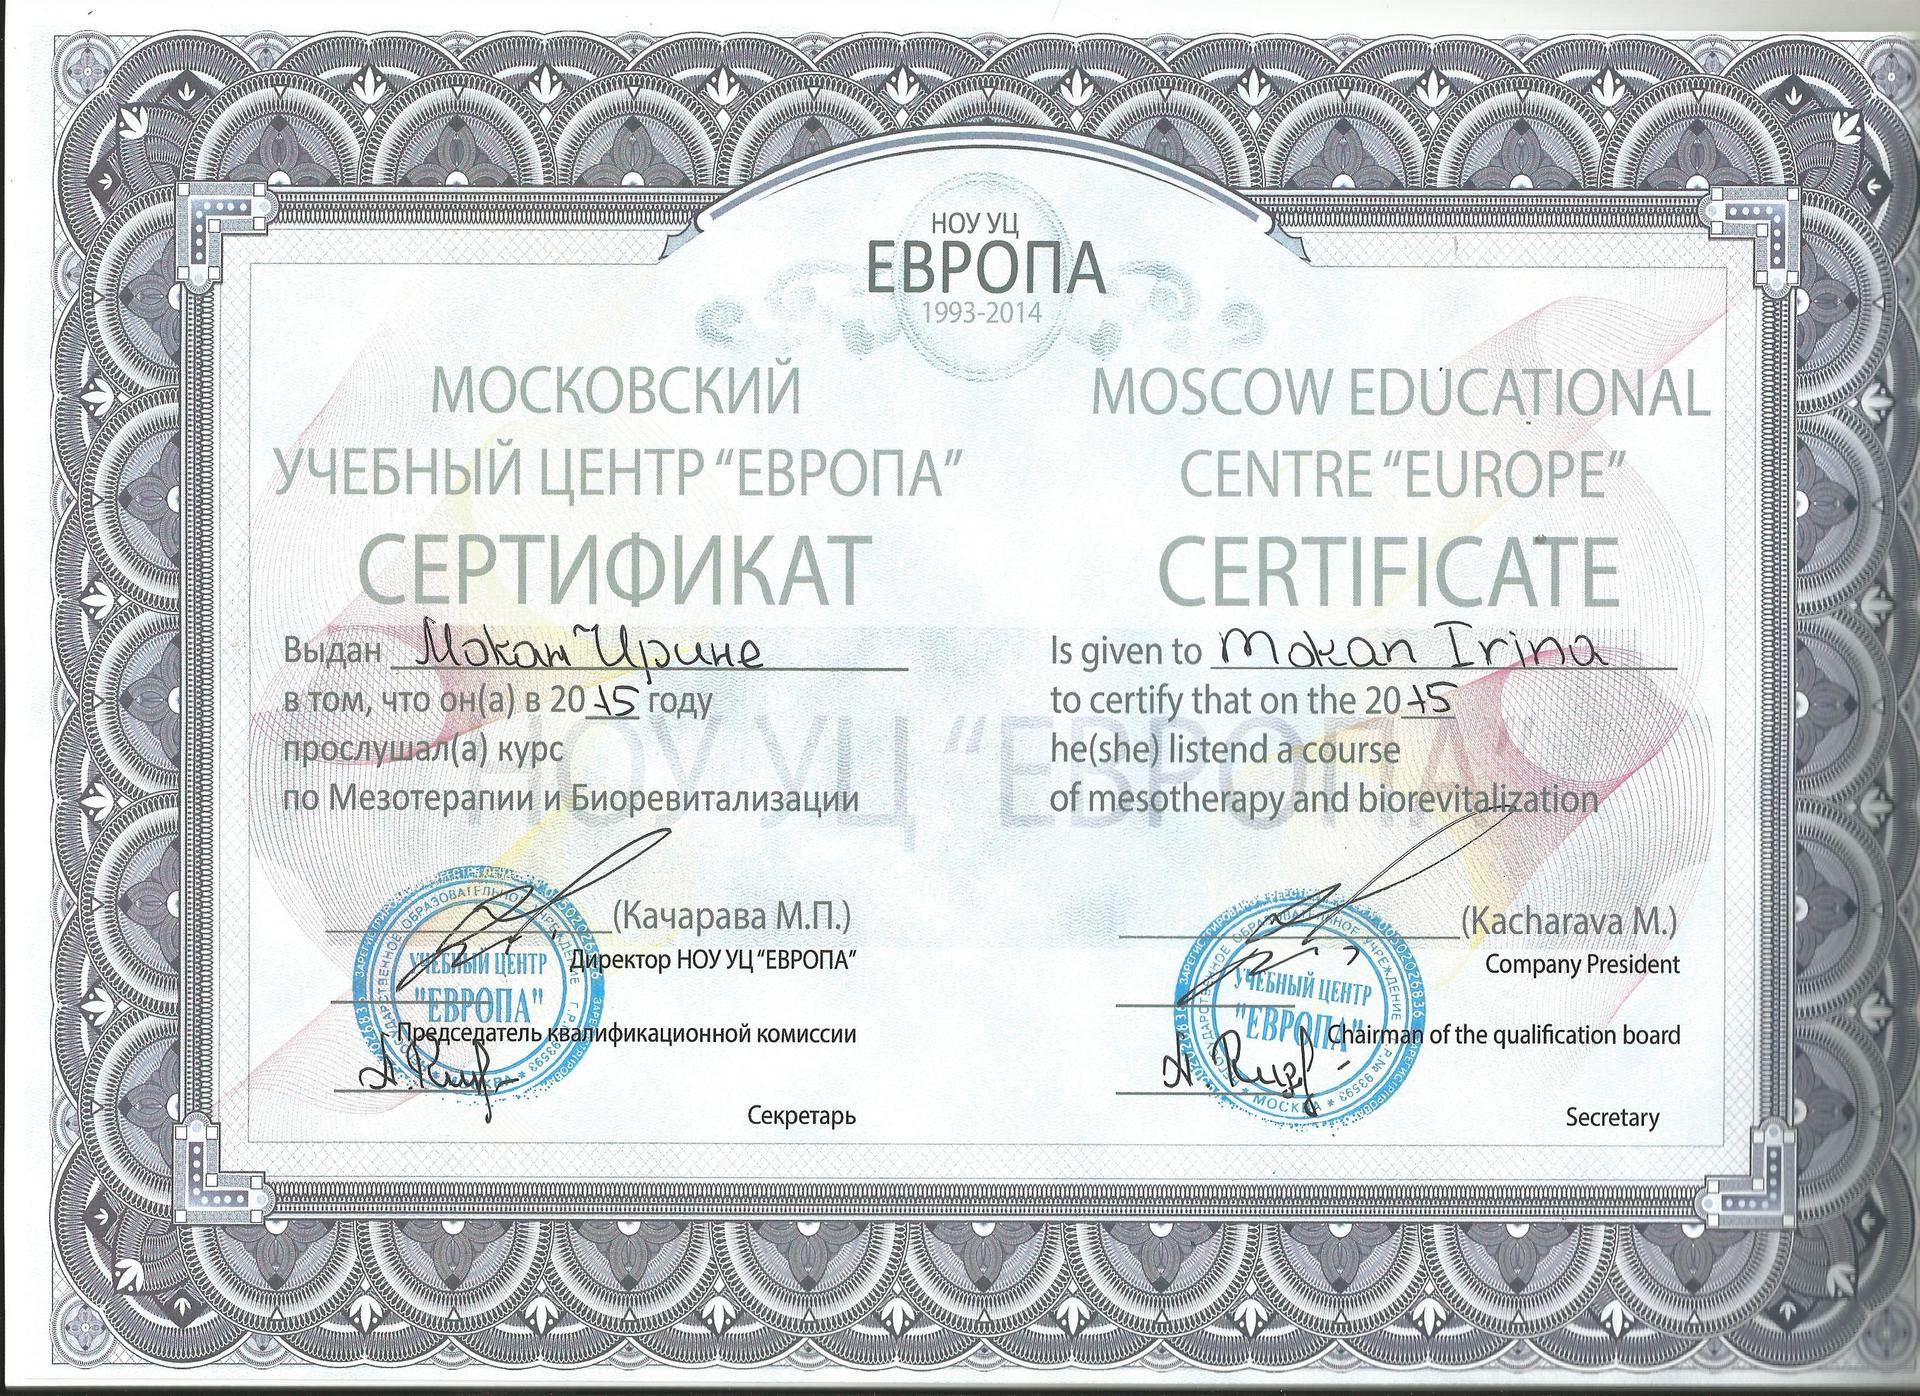 НОУ УЦ
ЕВРОПА
1993-2014
МОСКОВСКИЙ
УЧЕБНЫЙ ЦЕНТР “ЕВРОПА”
СЕРТИФИКАТ
Выдан Мокан Ирине
в том, что он(а) в 2015 году
прослушал(а) курс
по Мезотерапии и Биоревитализации
(Качарава М.П.)
Директор НОУ УЦ “ЕВРОПА”
Председатель квалификационной комиссии
Секретарь
УЧЕБНЫЙ ЦЕНТР
"ЕВРОПА"
MOSCOW EDUCATIONAL
CENTRE “EUROPE”
CERTIFICATE
Is given to Mokan Irina
to certify that on the 2015
he(she) listend a course
of mesotherapy and biorevitalization
(Kacharava M.)
Company President
Chairman of the qualification board
Secretary
УЧЕБНЫЙ ЦЕНТР
"ЕВРОПА"
МОСКВА
НОУ УЦ “ЕВРОПА”